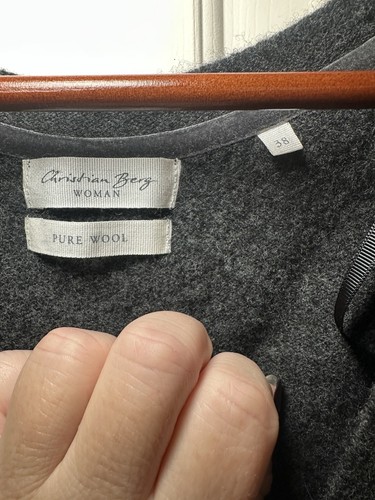 Christian Berg
WOMAN
PURE WOOL
38